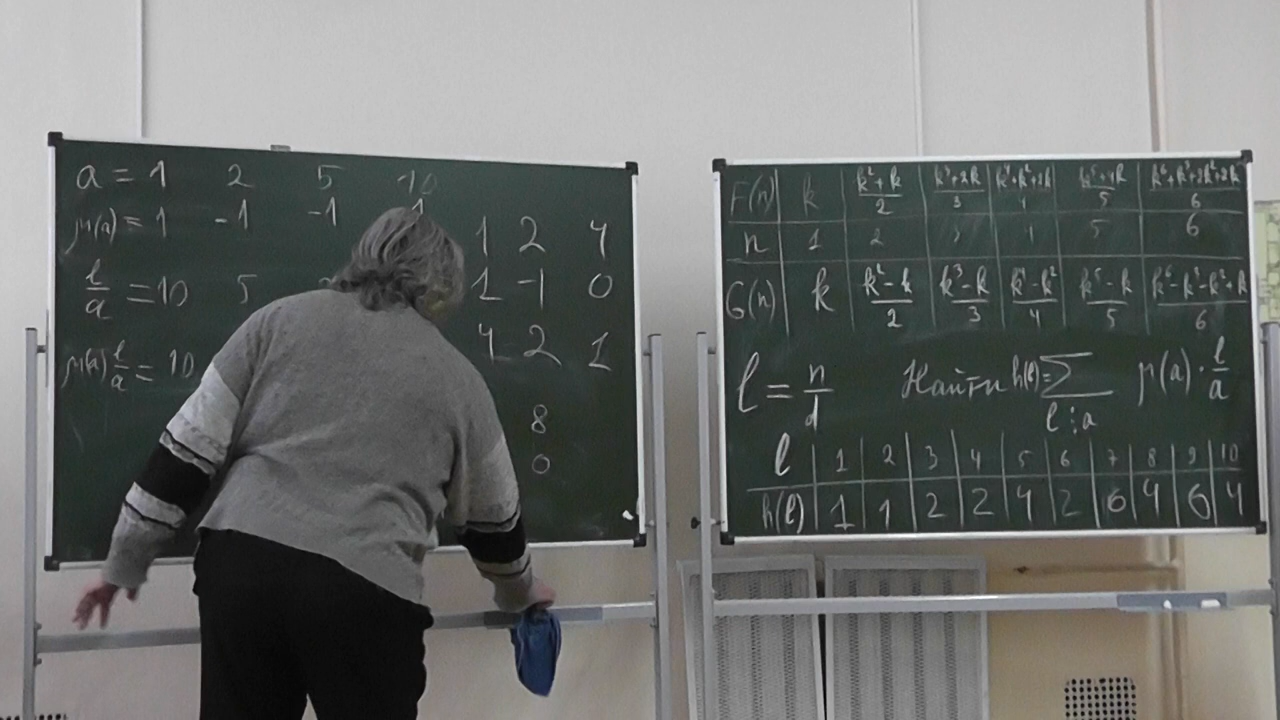 a = 1 2 5 10
μ(a) = 1 -1 -1 1
l/a = 10 5
μ(a) l/a = 10
1 2 4
1 -1 0
4 2 1
8
0
F(n) k (k²+k)/2 (k³+2k)/3 (k⁴+k²+2k)/4 (k⁵+4k)/5 (k⁶+k³+2k²+2k)/6
n 1 2 3 4 5 6
G(n) k (k²-k)/2 (k³-k)/3 (k⁴-k²)/4 (k⁵-k)/5 (k⁶-k³-k²+k)/6
l = n/d Найти h(l)=∑ μ(a)·l/a
l⋮a
l 1 2 3 4 5 6 7 8 9 10
h(l) 1 1 2 2 4 2 6 4 6 4